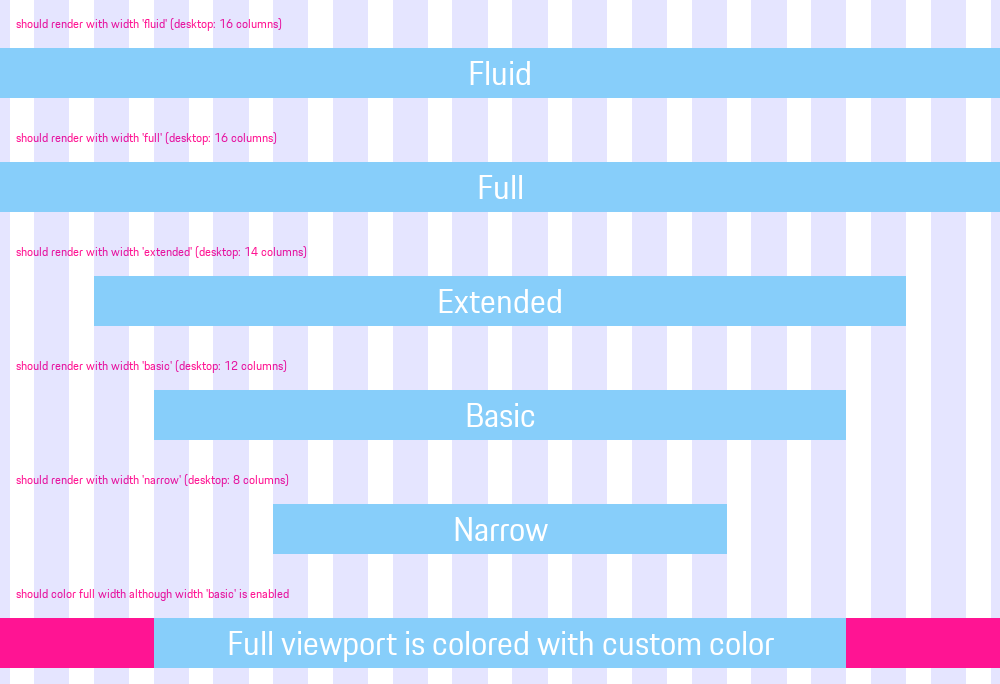 should render with width 'fluid' (desktop: 16 columns)
Fluid
should render with width 'full' (desktop: 16 columns)
Full
should render with width 'extended' (desktop: 14 columns)
Extended
should render with width 'basic' (desktop: 12 columns)
Basic
should render with width 'narrow' (desktop: 8 columns)
Narrow
should color full width although width 'basic' is enabled
Full viewport is colored with custom color